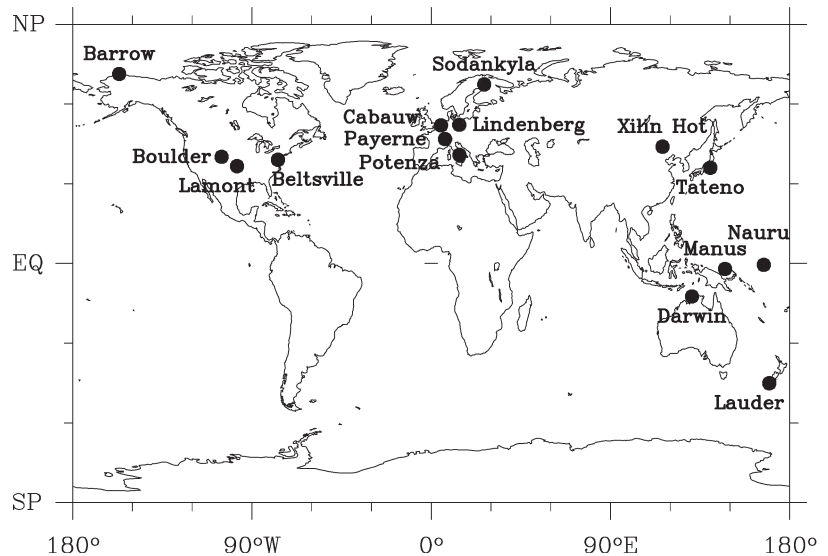 NP
Barrow
Sodankyla
Cabauw
Lindenberg
Xilin Hot
Payerne
Boulder
Potenza
Lamont
Beltsville
Tateno
Nauru
Manus
EQ
Darwin
Lauder
SP
180°
90°W
0°
90°E
180°